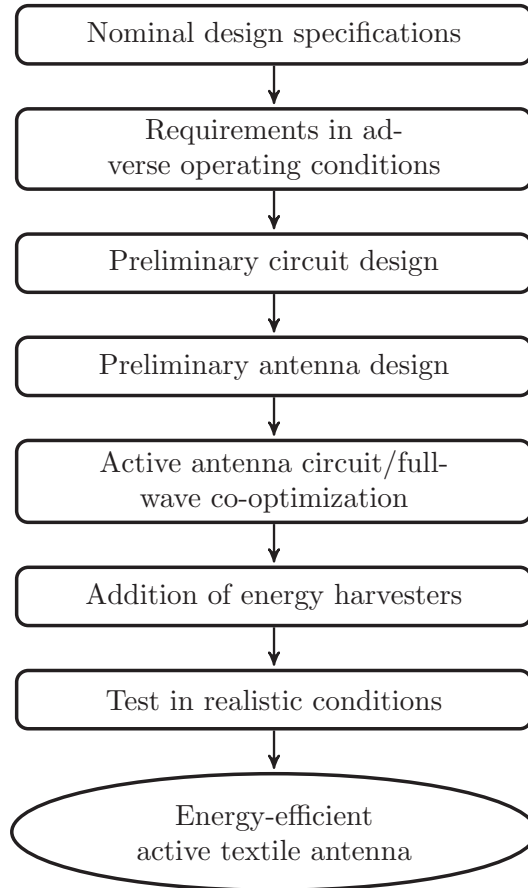 Nominal design specifications
Requirements in ad-
verse operating conditions
Preliminary circuit design
Preliminary antenna design
Active antenna circuit/full-
wave co-optimization
Addition of energy harvesters
Test in realistic conditions
Energy-efficient
active textile antenna